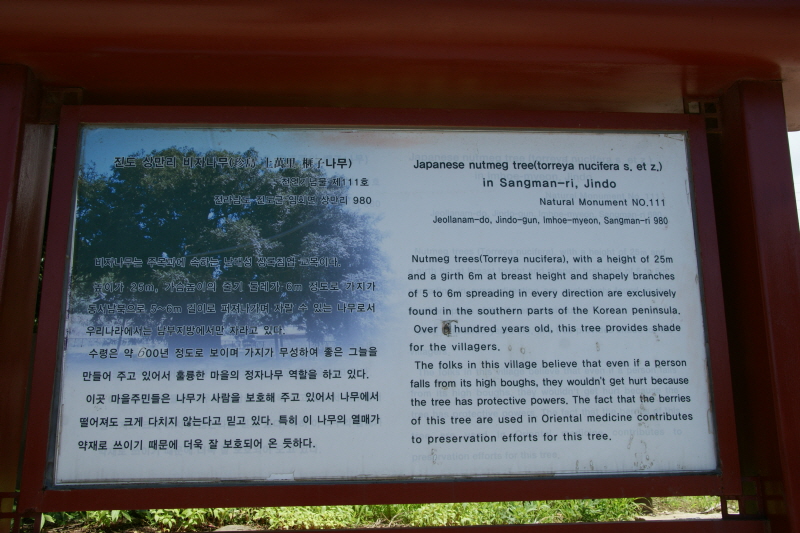 진도 상만리 비자나무(珍島 上萬里 榧子나무)
천연기념물 제111호
전라남도 진도군 임회면 상만리 980
비자나무는 주목과에 속하는 난대성 상록침엽 교목이다.
높이가 25m, 가슴높이의 줄기 둘레가 6m 정도로 가지가
동서남북으로 5~6m 길이로 퍼져나가며 자랄 수 있는 나무로서
우리나라에서는 남부지방에서만 자라고 있다.
수령은 약 600년 정도로 보이며 가지가 무성하여 좋은 그늘을
만들어 주고 있어서 훌륭한 마을의 정자나무 역할을 하고 있다.
이곳 마을주민들은 나무가 사람을 보호해 주고 있어서 나무에서
떨어져도 크게 다치지 않는다고 믿고 있다. 특히 이 나무의 열매가
약재로 쓰이기 때문에 더욱 잘 보호되어 온 듯하다.
Japanese nutmeg tree(torreya nucifera s. et z.)
in Sangman-ri, Jindo
Natural Monument NO.111
Jeollanam-do, Jindo-gun, Imhoe-myeon, Sangman-ri 980
Nutmeg trees(Torreya nucifera), with a height of 25m
and a girth 6m at breast height and shapely branches
of 5 to 6m spreading in every direction are exclusively
found in the southern parts of the Korean peninsula.
Over hundred years old, this tree provides shade
for the villagers.
The folks in this village believe that even if a person
falls from its high boughs, they wouldn't get hurt because
the tree has protective powers. The fact that the berries
of this tree are used in Oriental medicine contributes
to preservation efforts for this tree.